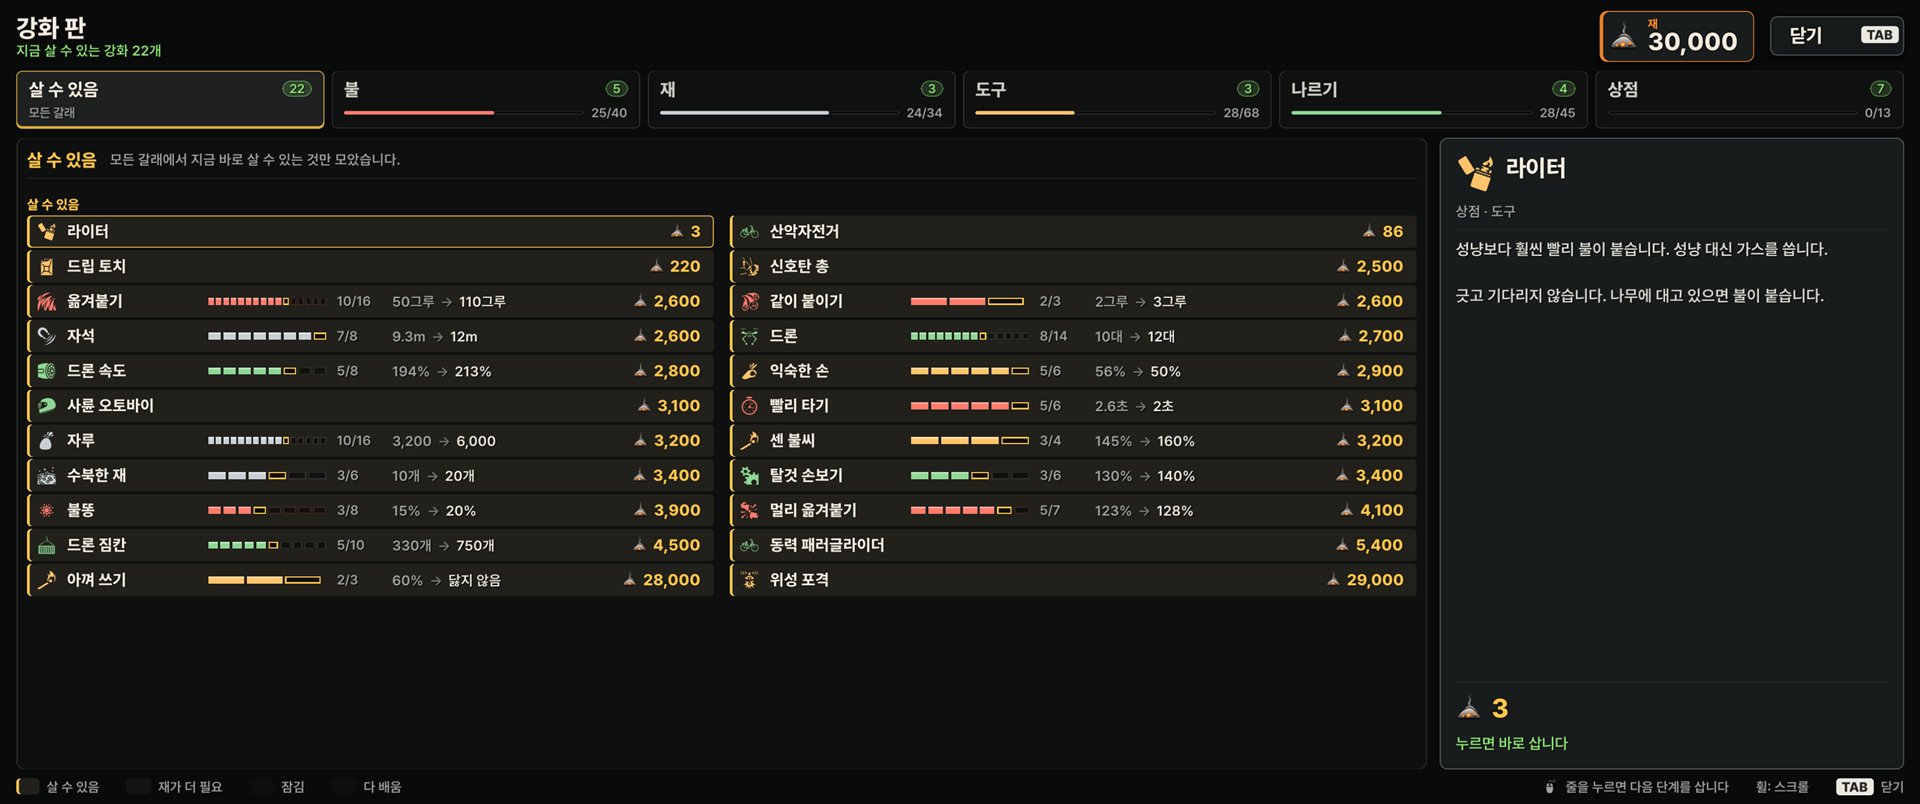 강화 판
지금 살 수 있는 강화 22개
재
30,000
닫기 TAB
살 수 있음 22
모든 갈래
불 5
25/40
재 3
24/34
도구 3
28/68
나르기 4
28/45
상점 7
0/13
살 수 있음 모든 갈래에서 지금 바로 살 수 있는 것만 모았습니다.
살 수 있음
라이터 3
산악자전거 86
드립 토치 220
신호탄 총 2,500
옮겨붙기 10/16 50그루 → 110그루 2,600
같이 붙이기 2/3 2그루 → 3그루 2,600
자석 7/8 9.3m → 12m 2,600
드론 8/14 10대 → 12대 2,700
드론 속도 5/8 194% → 213% 2,800
익숙한 손 5/6 56% → 50% 2,900
사륜 오토바이 3,100
빨리 타기 5/6 2.6초 → 2초 3,100
자루 10/16 3,200 → 6,000 3,200
센 불씨 3/4 145% → 160% 3,200
수북한 재 3/6 10개 → 20개 3,400
탈것 손보기 3/6 130% → 140% 3,400
불똥 3/8 15% → 20% 3,900
멀리 옮겨붙기 5/7 123% → 128% 4,100
드론 짐칸 5/10 330개 → 750개 4,500
동력 패러글라이더 5,400
아껴 쓰기 2/3 60% → 닳지 않음 28,000
위성 포격 29,000
라이터
상점 · 도구
성냥보다 훨씬 빨리 불이 붙습니다. 성냥 대신 가스를 씁니다.
긋고 기다리지 않습니다. 나무에 대고 있으면 불이 붙습니다.
3
누르면 바로 삽니다
살 수 있음 재가 더 필요 잠김 다 배움
줄을 누르면 다음 단계를 삽니다 휠: 스크롤 TAB 닫기